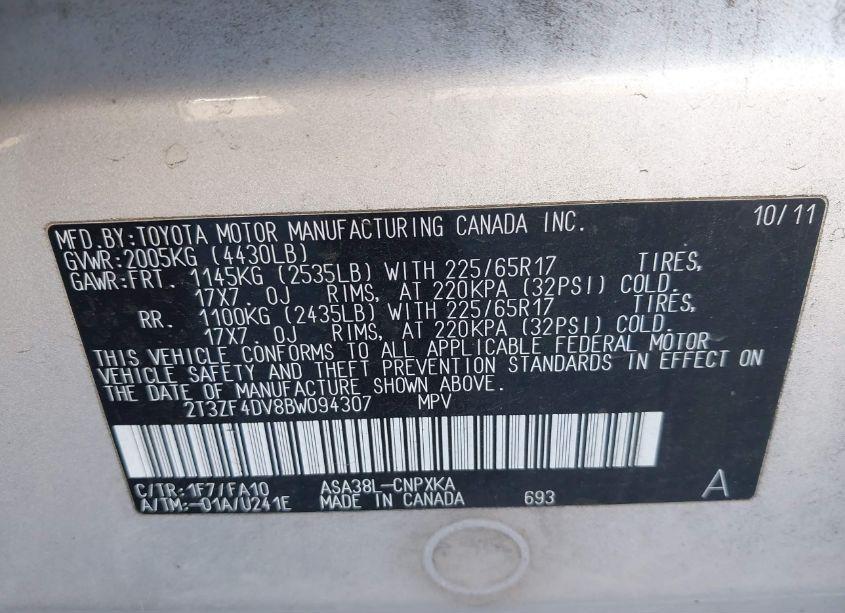 MFD.BY:TOYOTA MOTOR MANUFACTURING CANADA INC. 10/11
GVWR:2005KG (4430LB)
GAWR:FRT. 1145KG (2535LB) WITH 225/65R17 TIRES,
17X7.0J RIMS, AT 220KPA (32PSI) COLD.
RR. 1100KG (2435LB) WITH 225/65R17 TIRES,
17X7.0J RIMS, AT 220KPA (32PSI) COLD.
THIS VEHICLE CONFORMS TO ALL APPLICABLE FEDERAL MOTOR
VEHICLE SAFETY AND THEFT PREVENTION STANDARDS IN EFFECT ON
THE DATE OF MANUFACTURE SHOWN ABOVE.
2T3ZF4DV8BW094307 MPV
C/TR:1F7/FA10 ASA38L-CNPXKA A
A/TM:-01A/U241E MADE IN CANADA 693